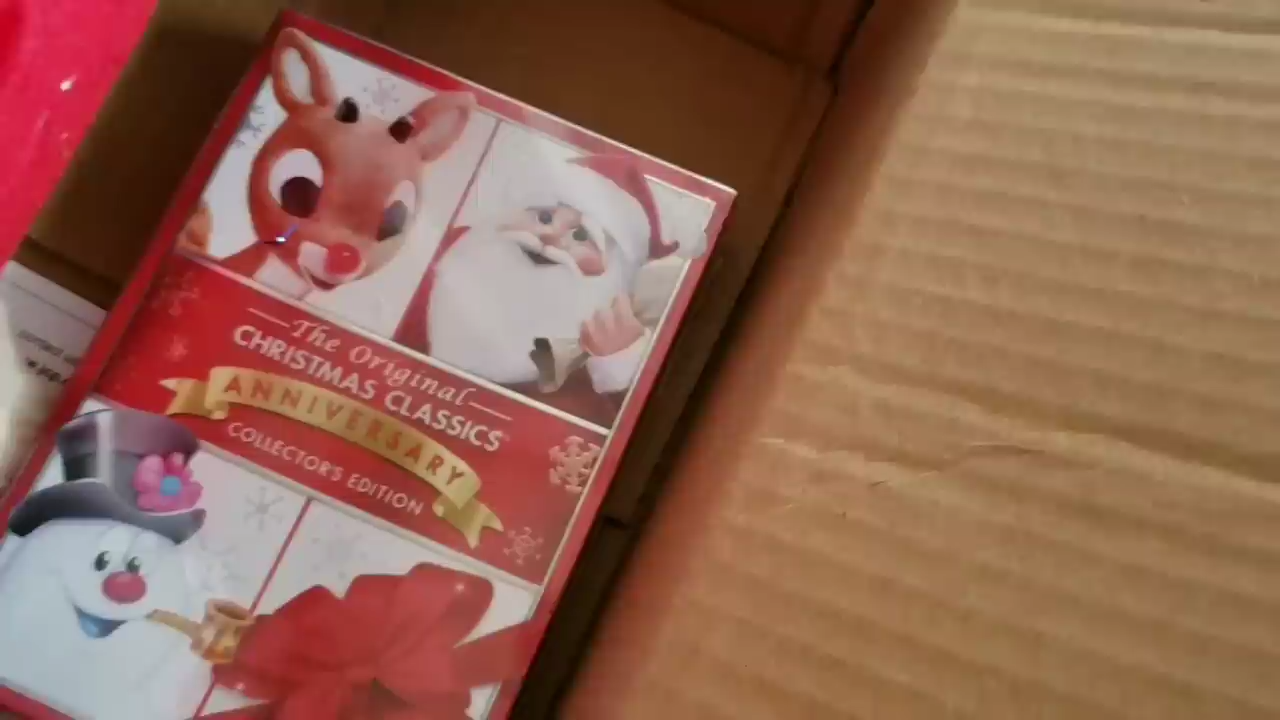 The Original
CHRISTMAS CLASSICS
ANNIVERSARY
COLLECTOR'S EDITION